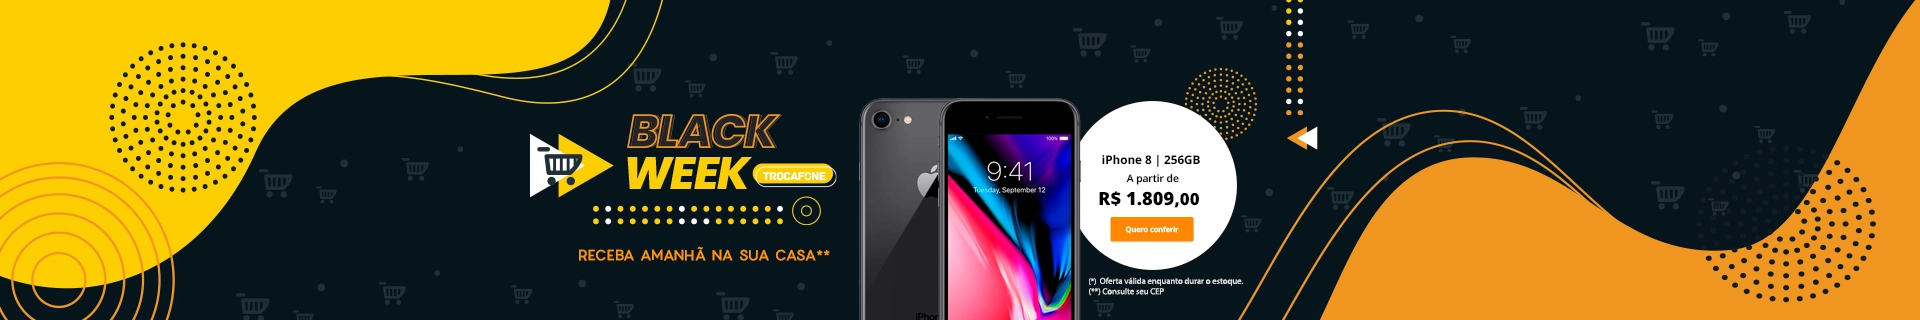 BLACK
WEEK
TROCAFONE
RECEBA AMANHÃ NA SUA CASA**
100%
9:41
Tuesday, September 12
iPhone 8 | 256GB
A partir de
R$ 1.809,00
Quero conferir
(*) Oferta válida enquanto durar o estoque.
(**) Consulte seu CEP